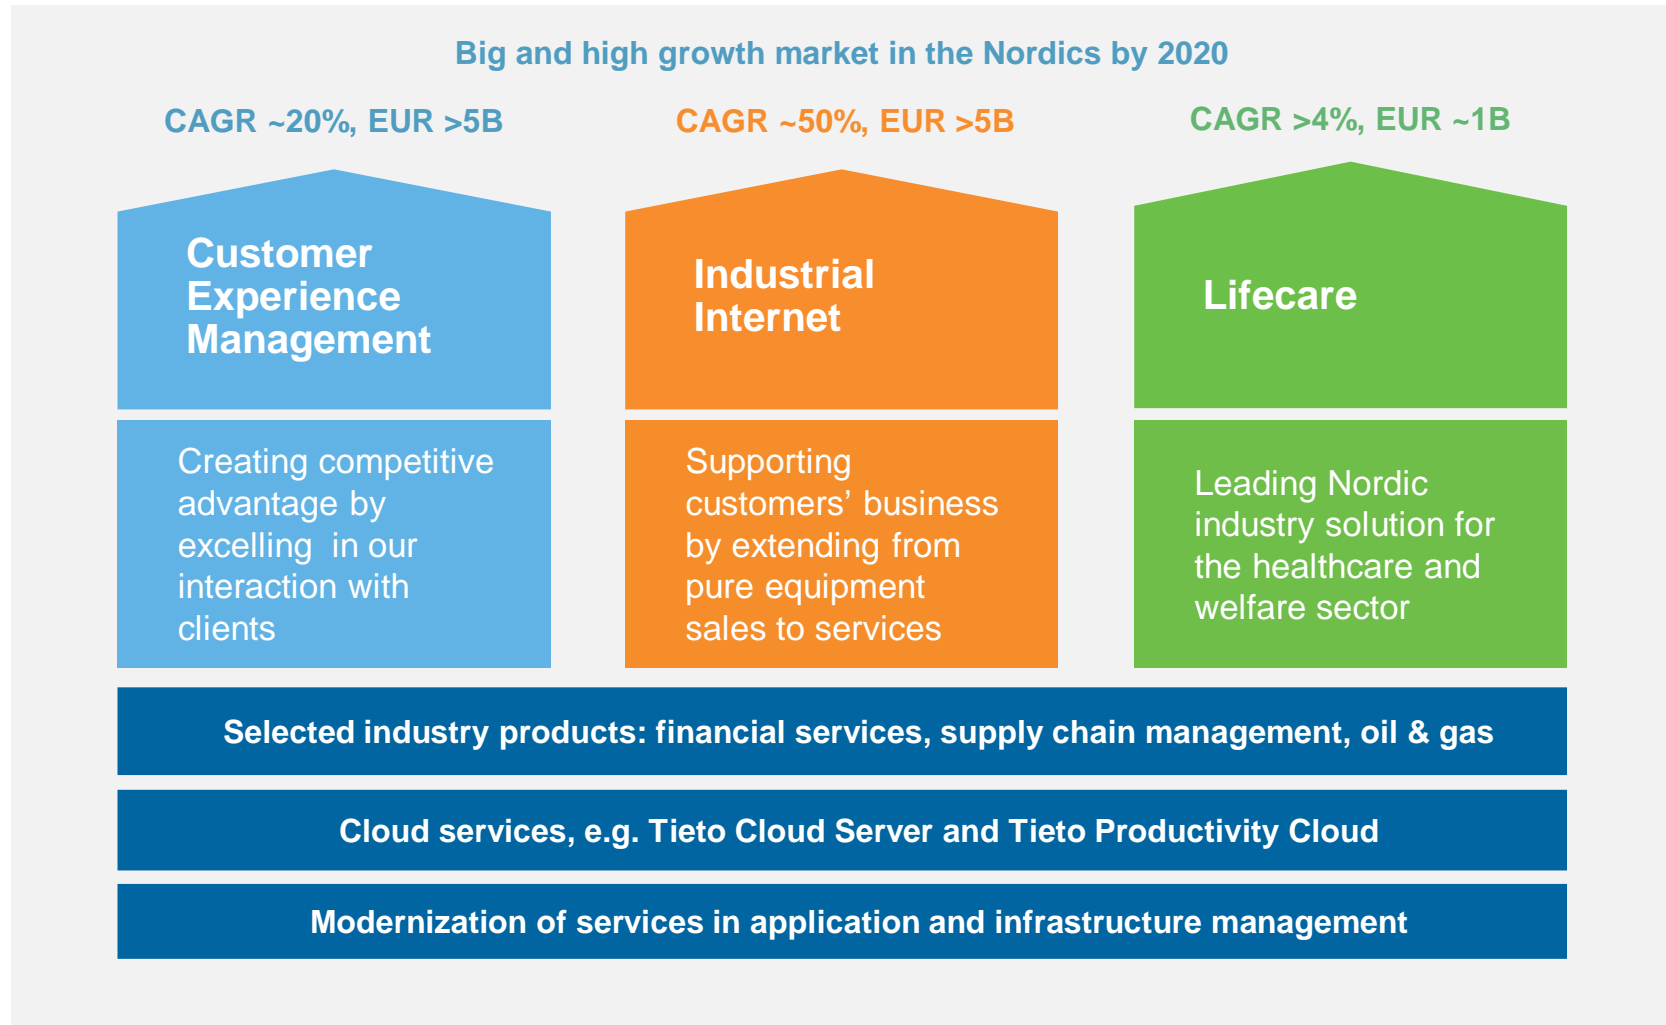 Big and high growth market in the Nordics by 2020
CAGR ~20%, EUR >5B
CAGR ~50%, EUR >5B
CAGR >4%, EUR ~1B
Customer
Experience
Management
Industrial
Internet
Lifecare
Creating competitive
advantage by
excelling  in our
interaction with
clients
Supporting
customers’ business
by extending from
pure equipment
sales to services
Leading Nordic
industry solution for
the healthcare and
welfare sector
Selected industry products: financial services, supply chain management, oil & gas
Cloud services, e.g. Tieto Cloud Server and Tieto Productivity Cloud
Modernization of services in application and infrastructure management